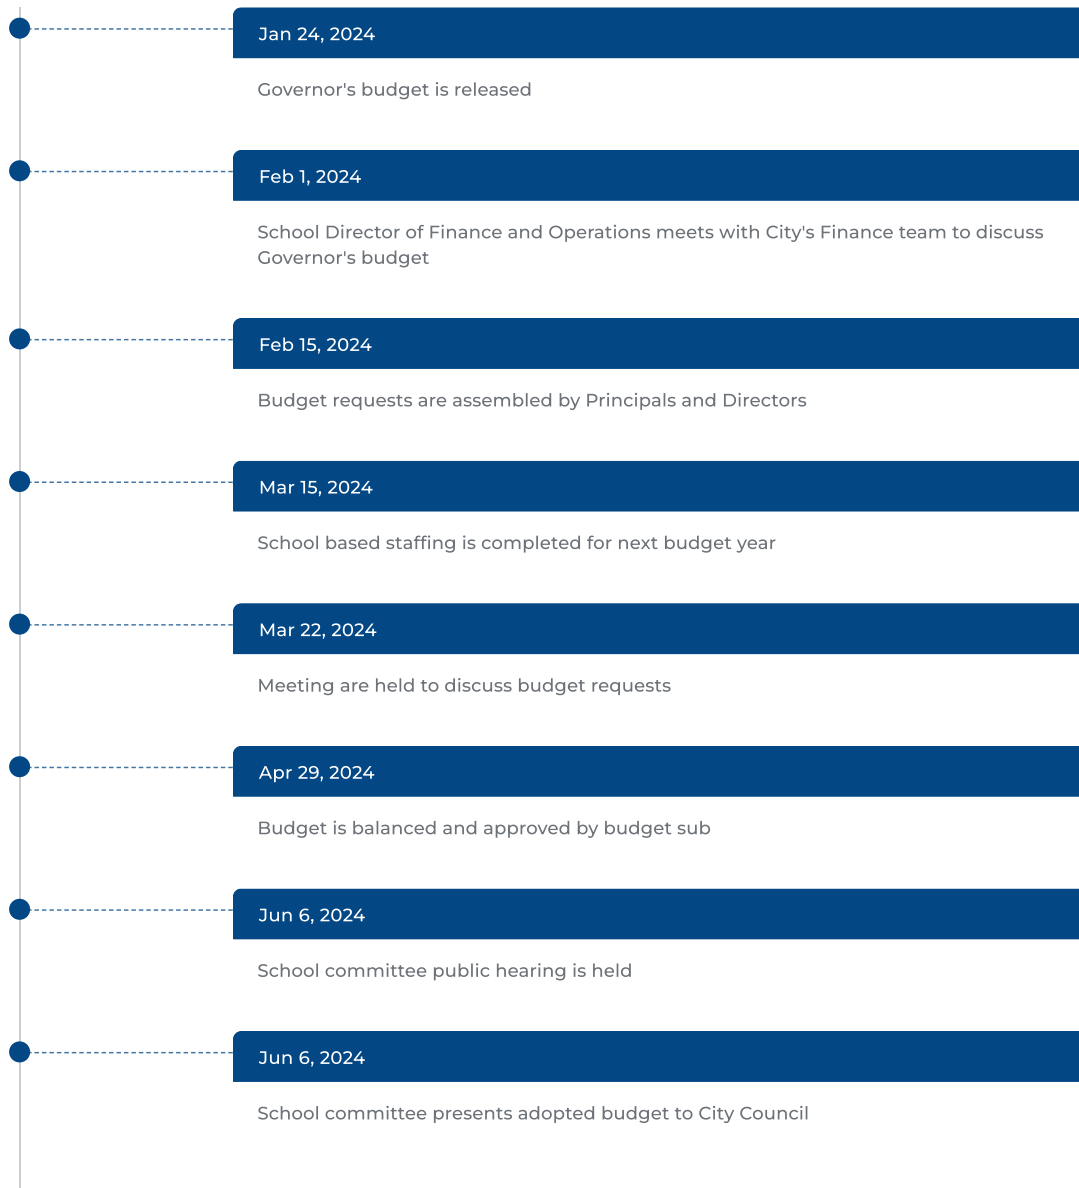 Jan 24, 2024
Governor's budget is released
Feb 1, 2024
School Director of Finance and Operations meets with City's Finance team to discuss
Governor's budget
Feb 15, 2024
Budget requests are assembled by Principals and Directors
Mar 15, 2024
School based staffing is completed for next budget year
Mar 22, 2024
Meeting are held to discuss budget requests
Apr 29, 2024
Budget is balanced and approved by budget sub
Jun 6, 2024
School committee public hearing is held
Jun 6, 2024
School committee presents adopted budget to City Council